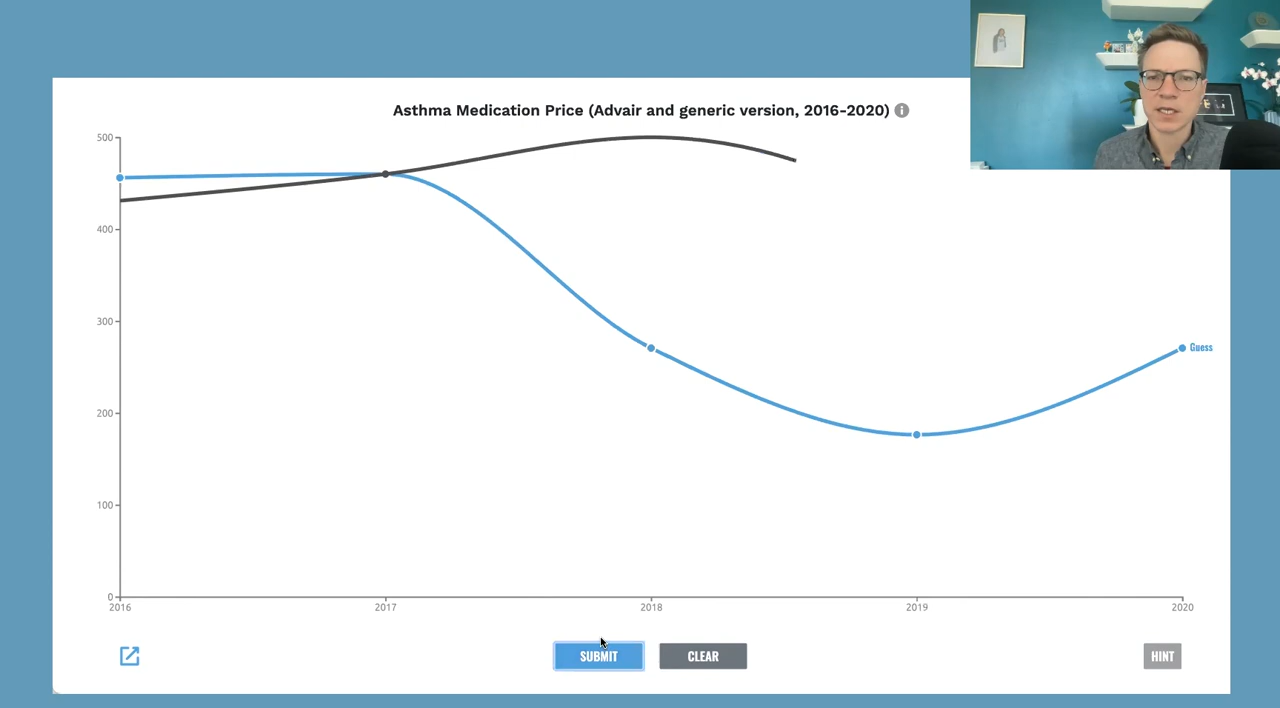 Asthma Medication Price (Advair and generic version, 2016-2020)
500
400
300
200
100
0
2016
2017
2018
2019
2020
Guess
SUBMIT
CLEAR
HINT